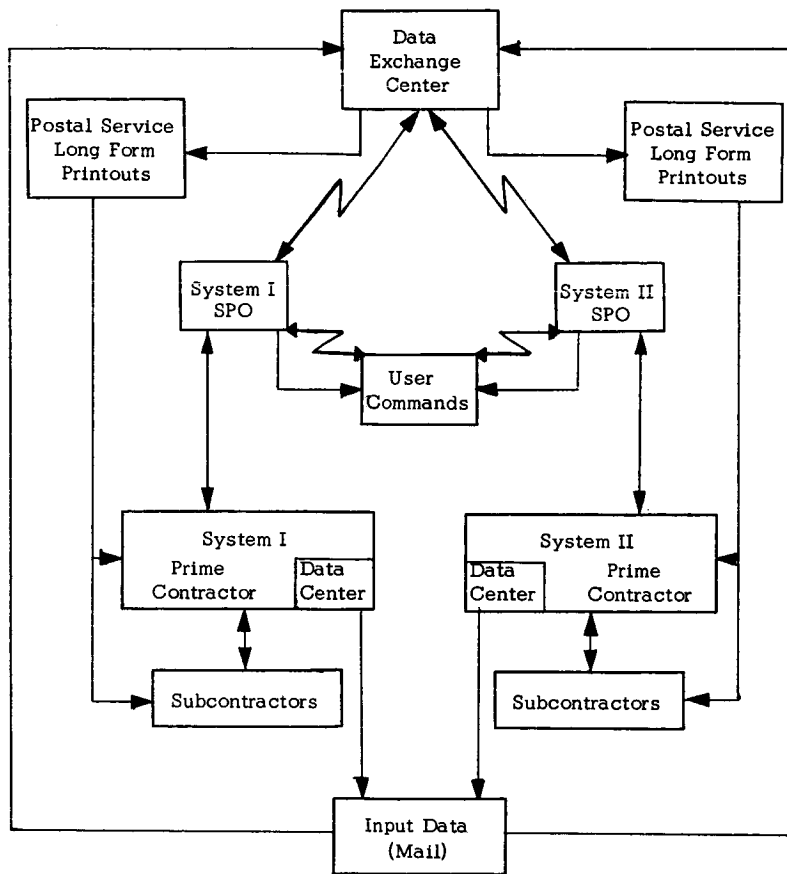 Data
Exchange
Center
Postal Service
Long Form
Printouts
Postal Service
Long Form
Printouts
System I
SPO
System II
SPO
User
Commands
System I
Prime
Contractor
Data
Center
System II
Data
Center
Prime
Contractor
Subcontractors
Subcontractors
Input Data
(Mail)